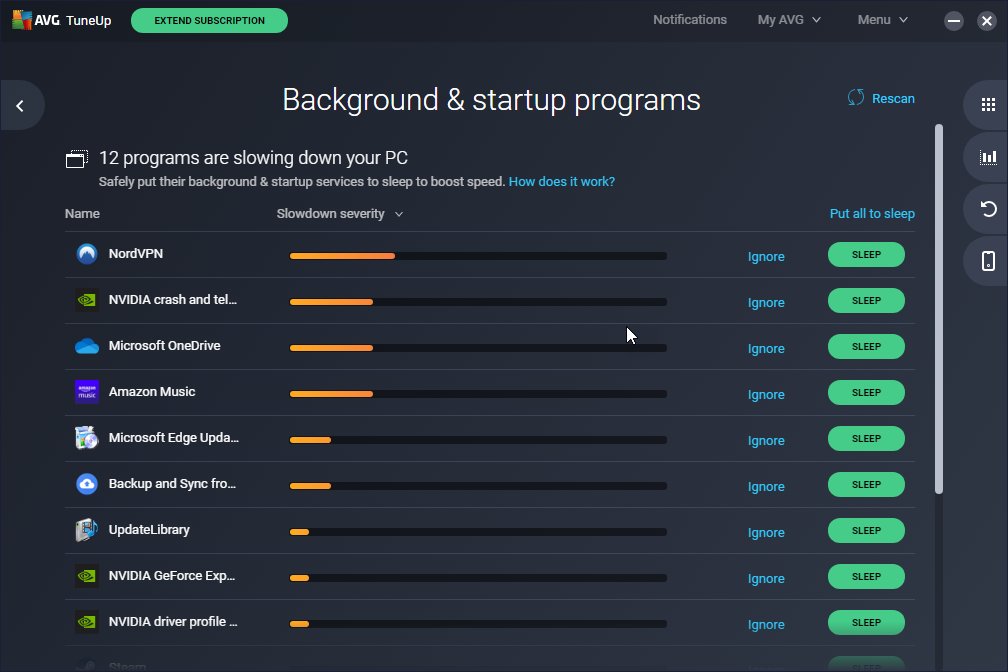 AVG TuneUp
EXTEND SUBSCRIPTION
Notifications
My AVG
Menu
Background & startup programs
Rescan
12 programs are slowing down your PC
Safely put their background & startup services to sleep to boost speed. How does it work?
Name
Slowdown severity
Put all to sleep
NordVPN
Ignore
SLEEP
NVIDIA crash and tel...
Ignore
SLEEP
Microsoft OneDrive
Ignore
SLEEP
amazon
music
Amazon Music
Ignore
SLEEP
Microsoft Edge Upda...
Ignore
SLEEP
Backup and Sync fro...
Ignore
SLEEP
UpdateLibrary
Ignore
SLEEP
NVIDIA GeForce Exp...
Ignore
SLEEP
NVIDIA driver profile ...
Ignore
SLEEP
Steam